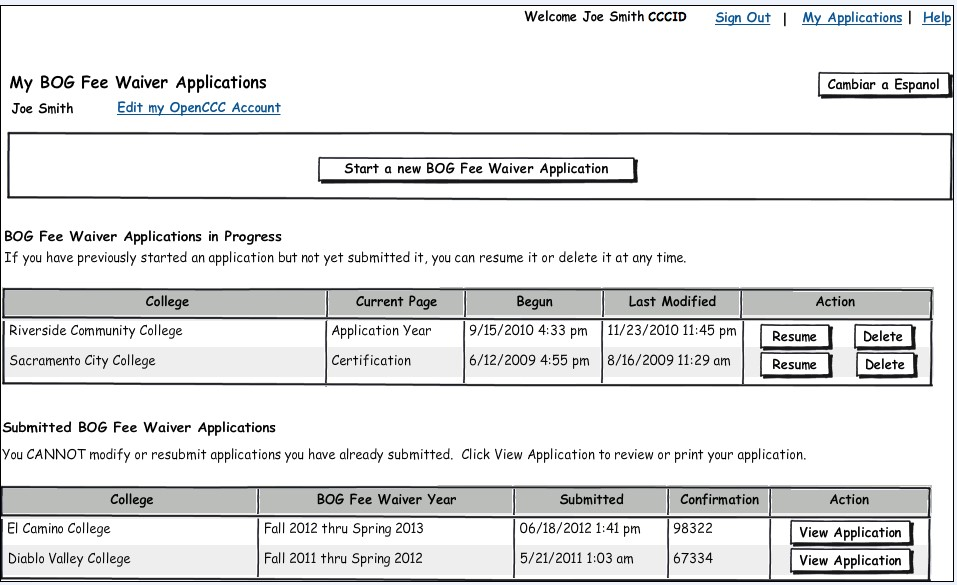 Welcome Joe Smith CCCID Sign Out | My Applications | Help
My BOG Fee Waiver Applications
Cambiar a Espanol
Joe Smith Edit my OpenCCC Account
Start a new BOG Fee Waiver Application
BOG Fee Waiver Applications in Progress
If you have previously started an application but not yet submitted it, you can resume it or delete it at any time.
College Current Page Begun Last Modified Action
Riverside Community College Application Year 9/15/2010 4:33 pm 11/23/2010 11:45 pm Resume Delete
Sacramento City College Certification 6/12/2009 4:55 pm 8/16/2009 11:29 am Resume Delete
Submitted BOG Fee Waiver Applications
You CANNOT modify or resubmit applications you have already submitted. Click View Application to review or print your application.
College BOG Fee Waiver Year Submitted Confirmation Action
El Camino College Fall 2012 thru Spring 2013 06/18/2012 1:41 pm 98322 View Application
Diablo Valley College Fall 2011 thru Spring 2012 5/21/2011 1:03 am 67334 View Application